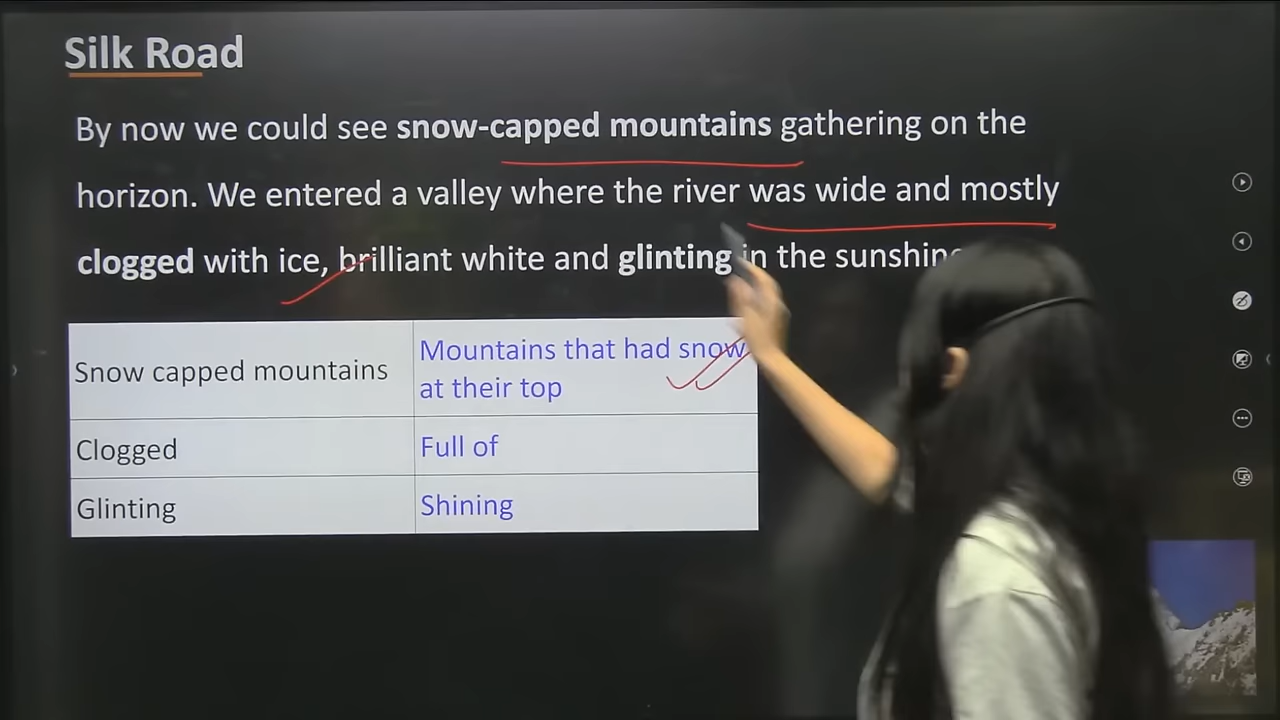 Silk Road
By now we could see snow-capped mountains gathering on the
horizon. We entered a valley where the river was wide and mostly
clogged with ice, brilliant white and glinting in the
Snow capped mountains
Mountains that had snow
at their top
Clogged
Full of
Glinting
Shining